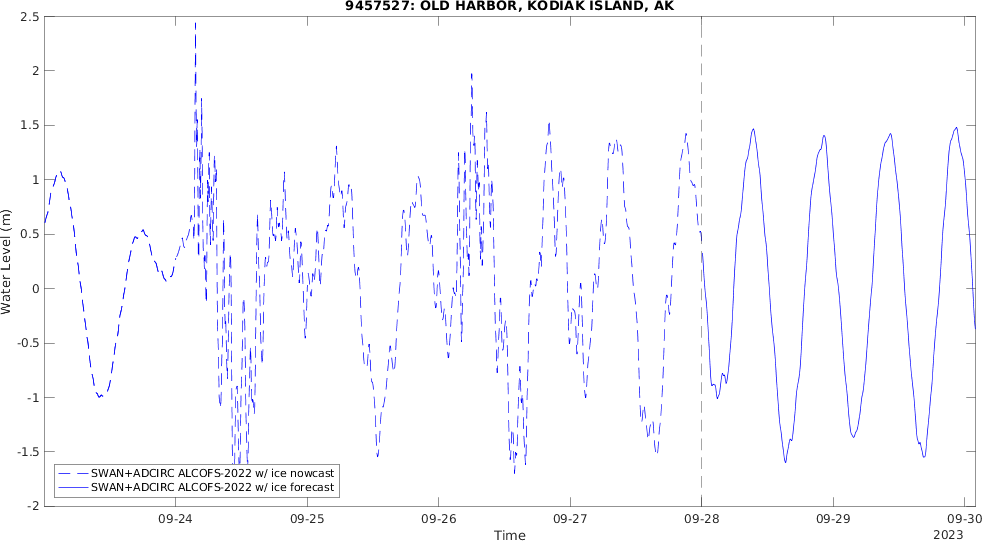 9457527: OLD HARBOR, KODIAK ISLAND, AK
2.5
2
1.5
1
0.5
0
-0.5
-1
-1.5
-2
Water Level (m)
SWAN+ADCIRC ALCOFS-2022 w/ ice nowcast
SWAN+ADCIRC ALCOFS-2022 w/ ice forecast
09-24 09-25 09-26 09-27 09-28 09-29 09-30
Time
2023